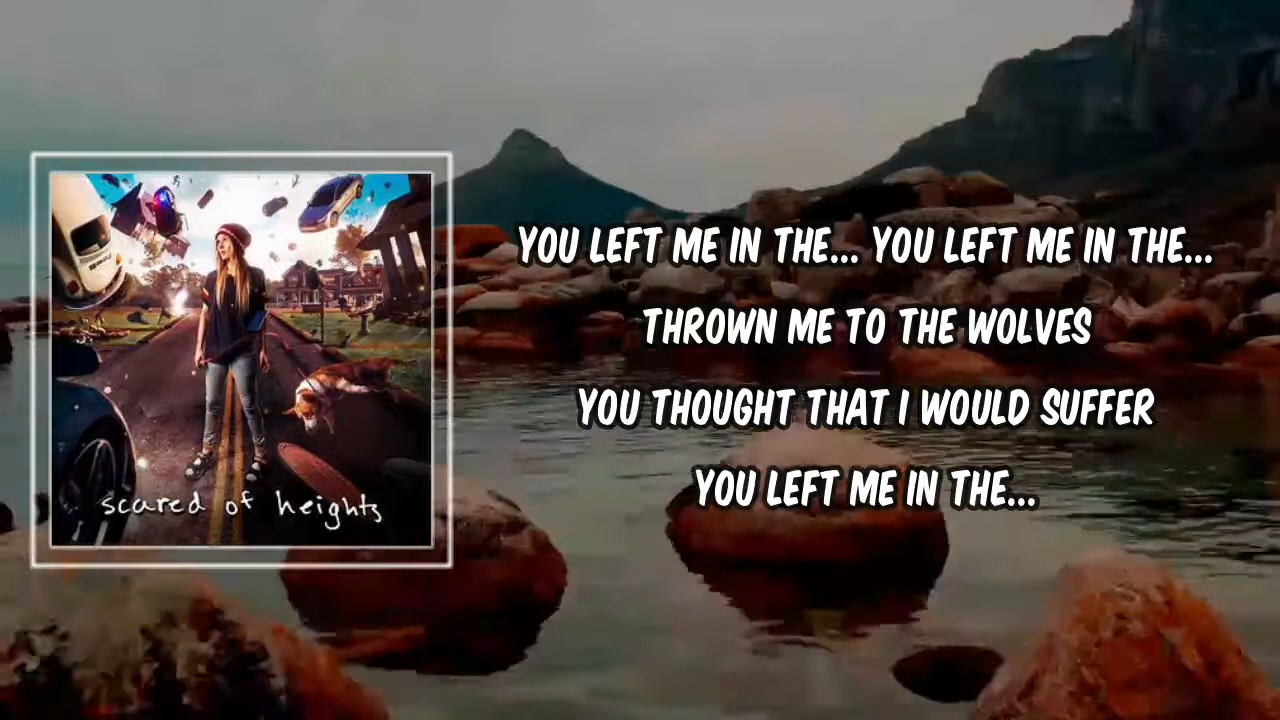 scared of heights
YOU LEFT ME IN THE... YOU LEFT ME IN THE...
THROWN ME TO THE WOLVES
YOU THOUGHT THAT I WOULD SUFFER
YOU LEFT ME IN THE...